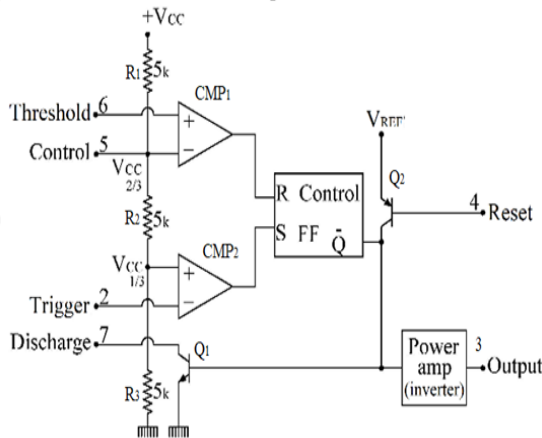 +Vcc
R1
5k
CMP1
Threshold
6
+
Control
5
−
Vcc
2/3
VREF'
Q2
R Control
4
Reset
R2
5k
S FF
Q̄
CMP2
Vcc
1/3
+
Trigger
2
−
Discharge
7
Q1
Power
amp
(inverter)
3
Output
R3
5k